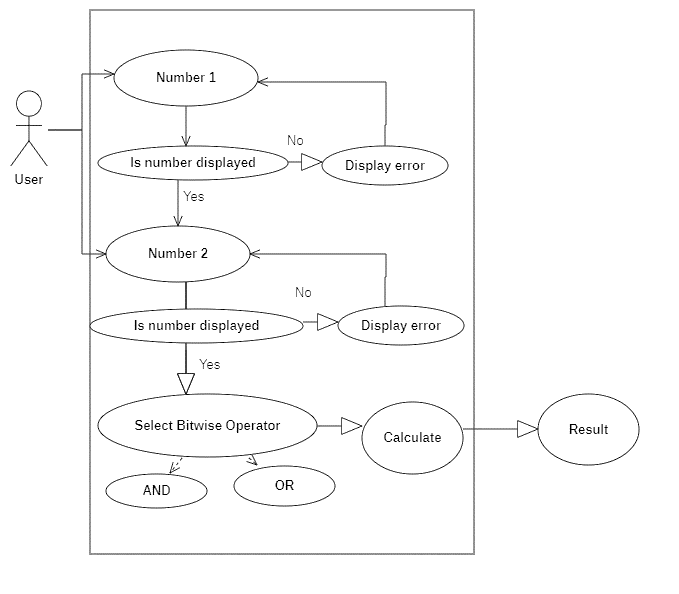 Number 1
No
Is number displayed
Display error
User
Yes
Number 2
No
Is number displayed
Display error
Yes
Select Bitwise Operator
Calculate
Result
AND
OR